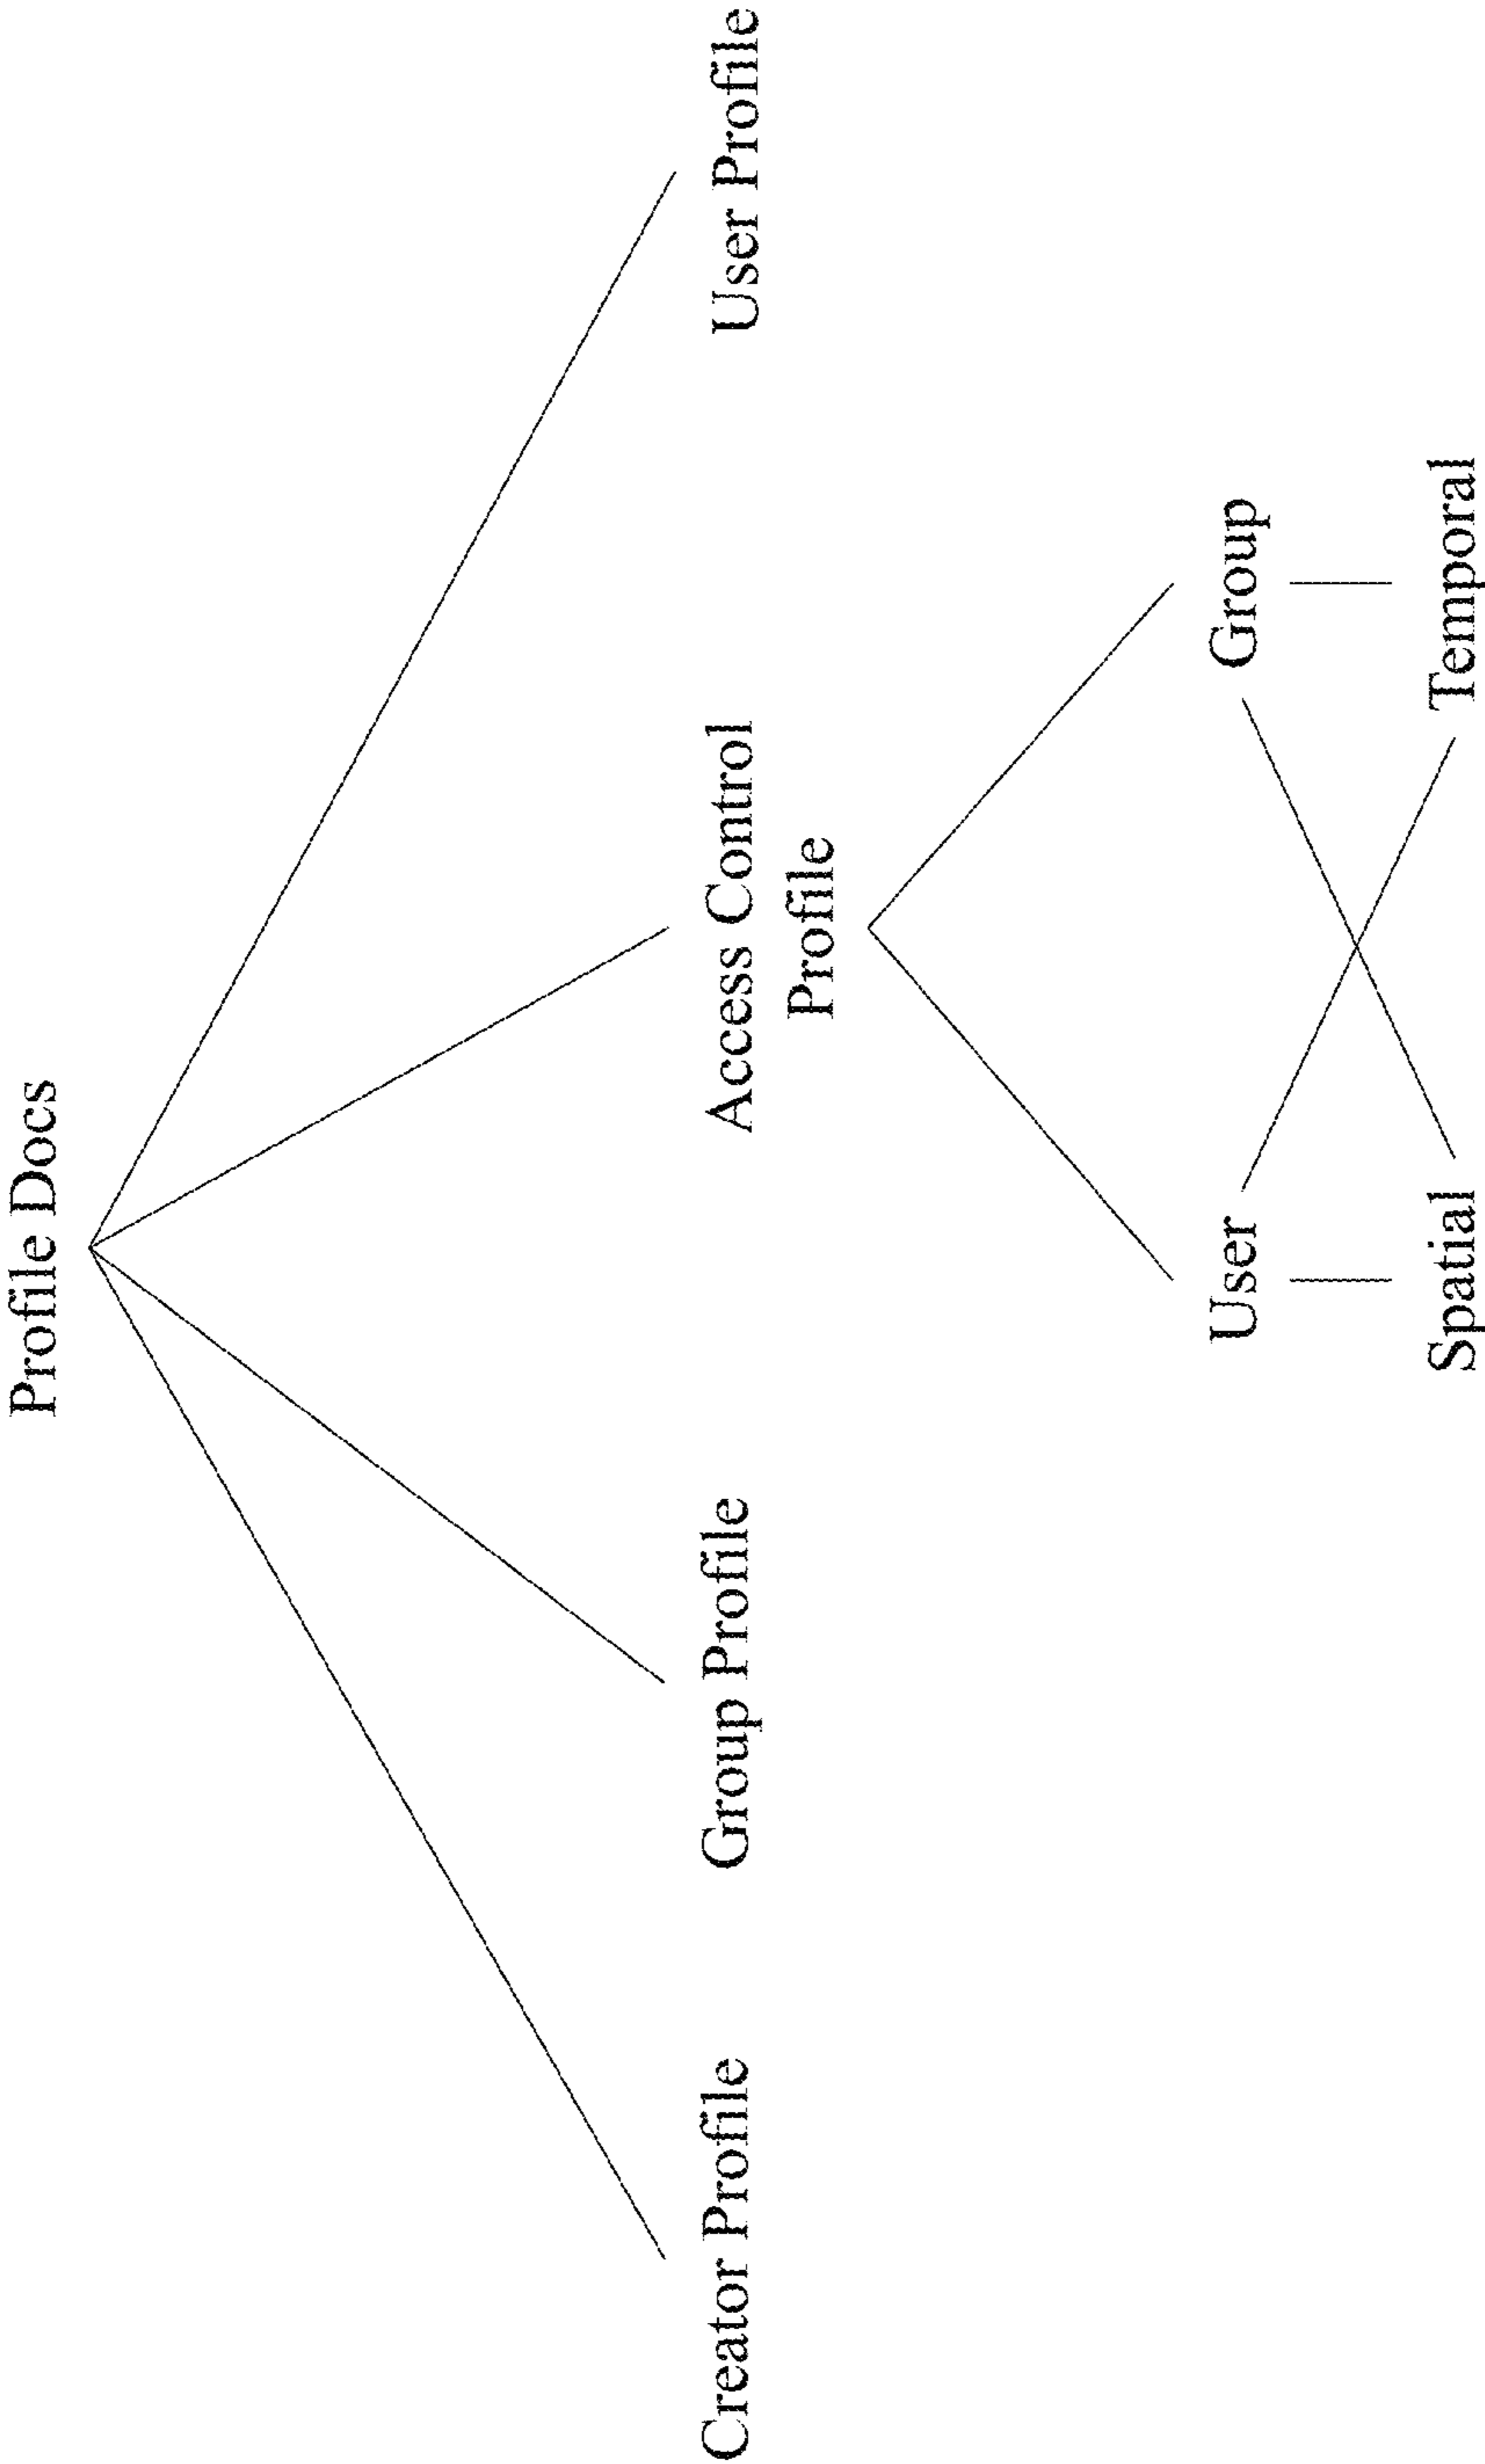 Profile Docs
Creator Profile
Group Profile
Access Control
Profile
User Profile
User
Group
Spatial
Temporal